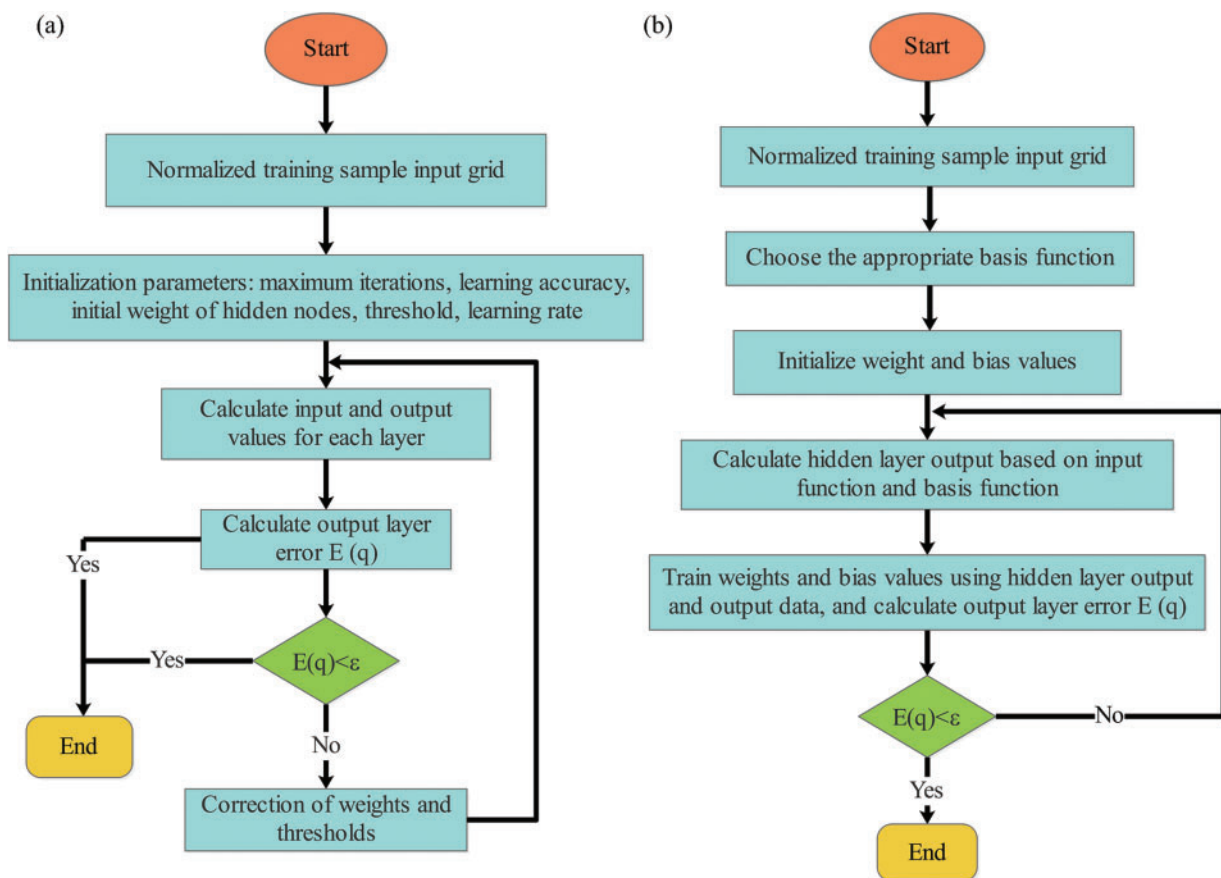 (a)
Start
Normalized training sample input grid
Initialization parameters: maximum iterations, learning accuracy,
initial weight of hidden nodes, threshold, learning rate
Calculate input and output
values for each layer
Calculate output layer
error E (q)
Yes
Yes
E(q)<ε
End
No
Correction of weights and
thresholds
(b)
Start
Normalized training sample input grid
Choose the appropriate basis function
Initialize weight and bias values
Calculate hidden layer output based on input
function and basis function
Train weights and bias values using hidden layer output
and output data, and calculate output layer error E (q)
E(q)<ε
No
Yes
End